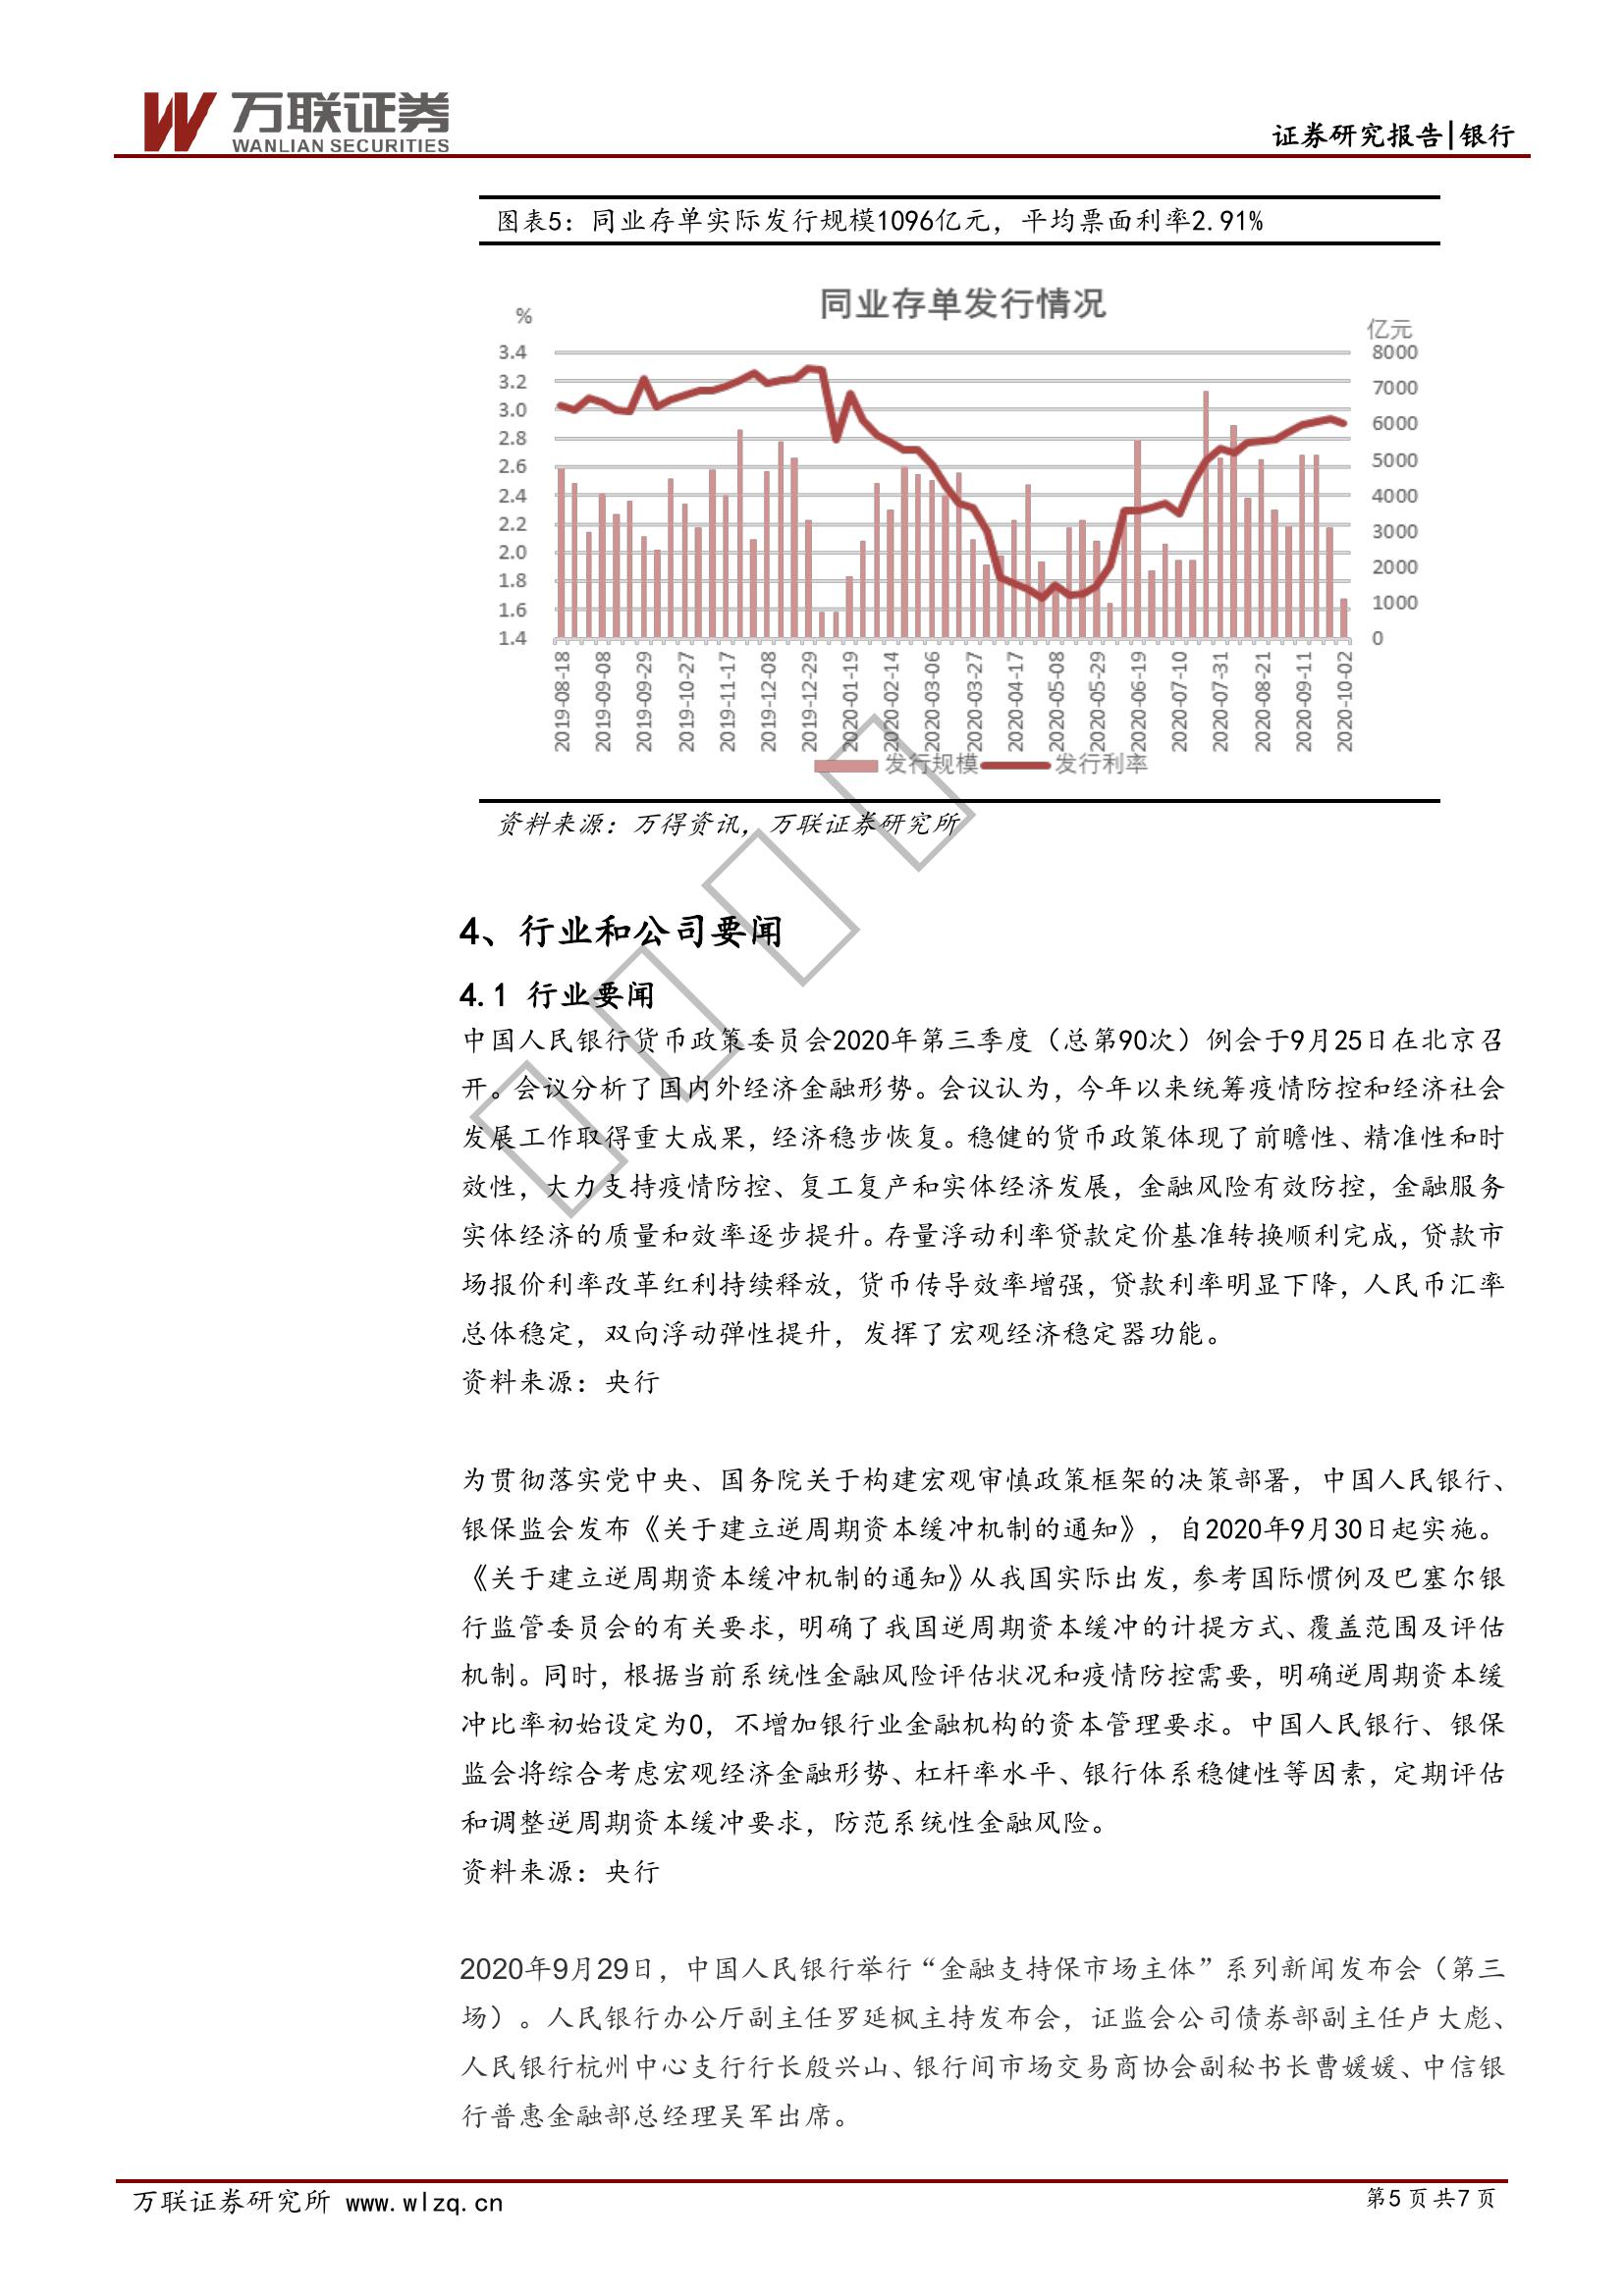 万联证券
WANLIAN SECURITIES
证券研究报告|银行
图表5：同业存单实际发行规模1096亿元，平均票面利率2.91%
同业存单发行情况
%
亿元
3.4
3.2
3.0
2.8
2.6
2.4
2.2
2.0
1.8
1.6
1.4
8000
7000
6000
5000
4000
3000
2000
1000
0
2019-08-18
2019-09-08
2019-09-29
2019-10-27
2019-11-17
2019-12-08
2019-12-29
2020-01-19
2020-02-14
2020-03-06
2020-03-27
2020-04-17
2020-05-08
2020-05-29
2020-06-19
2020-07-10
2020-07-31
2020-08-21
2020-09-11
2020-10-02
发行规模 发行利率
资料来源：万得资讯，万联证券研究所
4、行业和公司要闻
4.1 行业要闻
中国人民银行货币政策委员会2020年第三季度（总第90次）例会于9月25日在北京召
开。会议分析了国内外经济金融形势。会议认为，今年以来统筹疫情防控和经济社会
发展工作取得重大成果，经济稳步恢复。稳健的货币政策体现了前瞻性、精准性和时
效性，大力支持疫情防控、复工复产和实体经济发展，金融风险有效防控，金融服务
实体经济的质量和效率逐步提升。存量浮动利率贷款定价基准转换顺利完成，贷款市
场报价利率改革红利持续释放，货币传导效率增强，贷款利率明显下降，人民币汇率
总体稳定，双向浮动弹性提升，发挥了宏观经济稳定器功能。
资料来源：央行
为贯彻落实党中央、国务院关于构建宏观审慎政策框架的决策部署，中国人民银行、
银保监会发布《关于建立逆周期资本缓冲机制的通知》，自2020年9月30日起实施。
《关于建立逆周期资本缓冲机制的通知》从我国实际出发，参考国际惯例及巴塞尔银
行监管委员会的有关要求，明确了我国逆周期资本缓冲的计提方式、覆盖范围及评估
机制。同时，根据当前系统性金融风险评估状况和疫情防控需要，明确逆周期资本缓
冲比率初始设定为0，不增加银行业金融机构的资本管理要求。中国人民银行、银保
监会将综合考虑宏观经济金融形势、杠杆率水平、银行体系稳健性等因素，定期评估
和调整逆周期资本缓冲要求，防范系统性金融风险。
资料来源：央行
2020年9月29日，中国人民银行举行“金融支持保市场主体”系列新闻发布会（第三
场）。人民银行办公厅副主任罗延枫主持发布会，证监会公司债券部副主任卢大彪、
人民银行杭州中心支行行长殷兴山、银行间市场交易商协会副秘书长曹媛媛、中信银
行普惠金融部总经理吴军出席。
万联证券研究所 www.wlzq.cn
第5页共7页